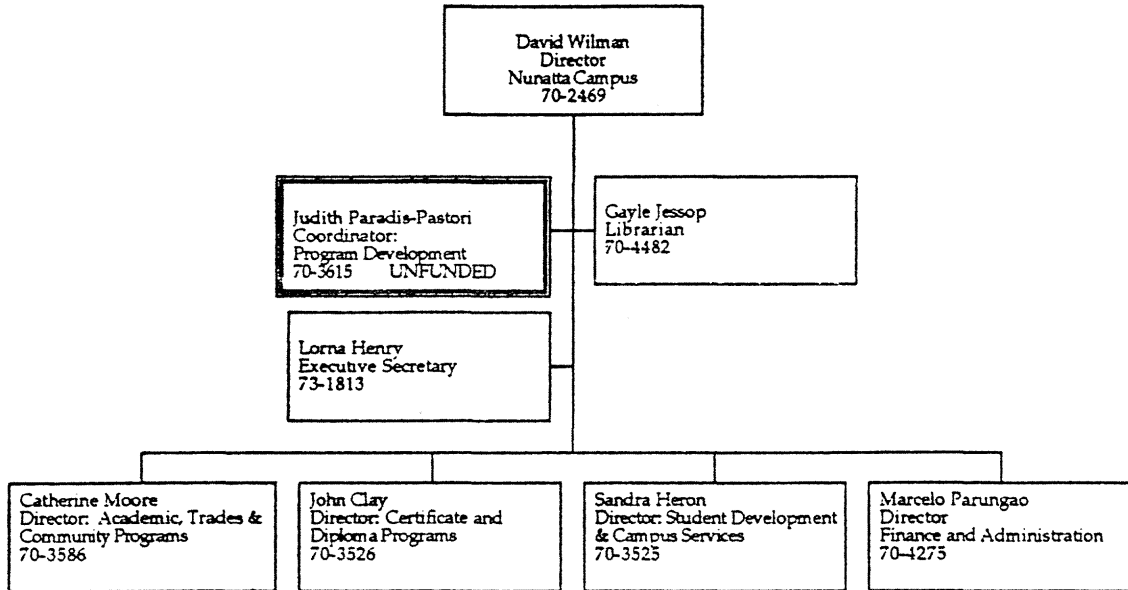 David Wilman
Director
Nunatta Campus
70-2469
Judith Paradis-Pastori
Coordinator:
Program Development
70-3615 UNFUNDED
Gayle Jessop
Librarian
70-4482
Lorna Henry
Executive Secretary
73-1813
Catherine Moore
Director: Academic, Trades &
Community Programs
70-3586
John Clay
Director: Certificate and
Diploma Programs
70-3526
Sandra Heron
Director: Student Development
& Campus Services
70-3525
Marcelo Parungao
Director
Finance and Administration
70-4275